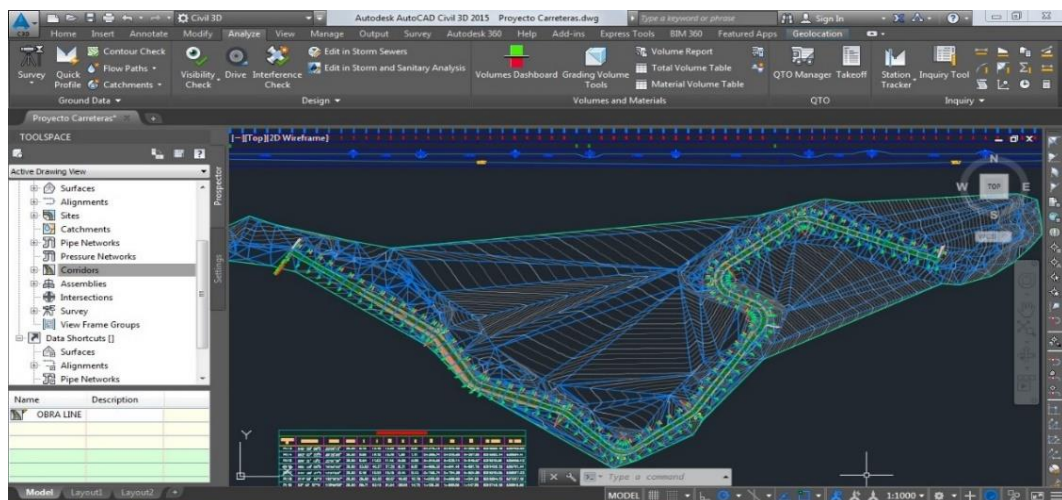 Autodesk AutoCAD Civil 3D 2015 Proyecto Carreteras.dwg
Civil 3D
Type a keyword or phrase
Sign In
Home Insert Annotate Modify Analyze View Manage Output Survey Autodesk 360 Help Add-ins Express Tools BIM 360 Featured Apps Geolocation
Survey
Quick Profile
Contour Check
Flow Paths
Catchments
Ground Data
Visibility Check
Drive
Interference Check
Edit in Storm Sewers
Edit in Storm and Sanitary Analysis
Design
Volumes Dashboard
Grading Volume Tools
Volume Report
Total Volume Table
Material Volume Table
Volumes and Materials
QTO Manager
Takeoff
QTO
Station Tracker
Inquiry Tool
Inquiry
Proyecto Carreteras*
TOOLSPACE
Active Drawing View
Surfaces
Alignments
Sites
Catchments
Pipe Networks
Pressure Networks
Corridors
Assemblies
Intersections
Survey
View Frame Groups
Data Shortcuts []
Surfaces
Alignments
Pipe Networks
Prospector
Settings
Name Description
OBRA LINE
[-][Top][2D Wireframe]
N
W TOP E
S
Y
Type a command
Model Layout1 Layout2
MODEL
1:1000